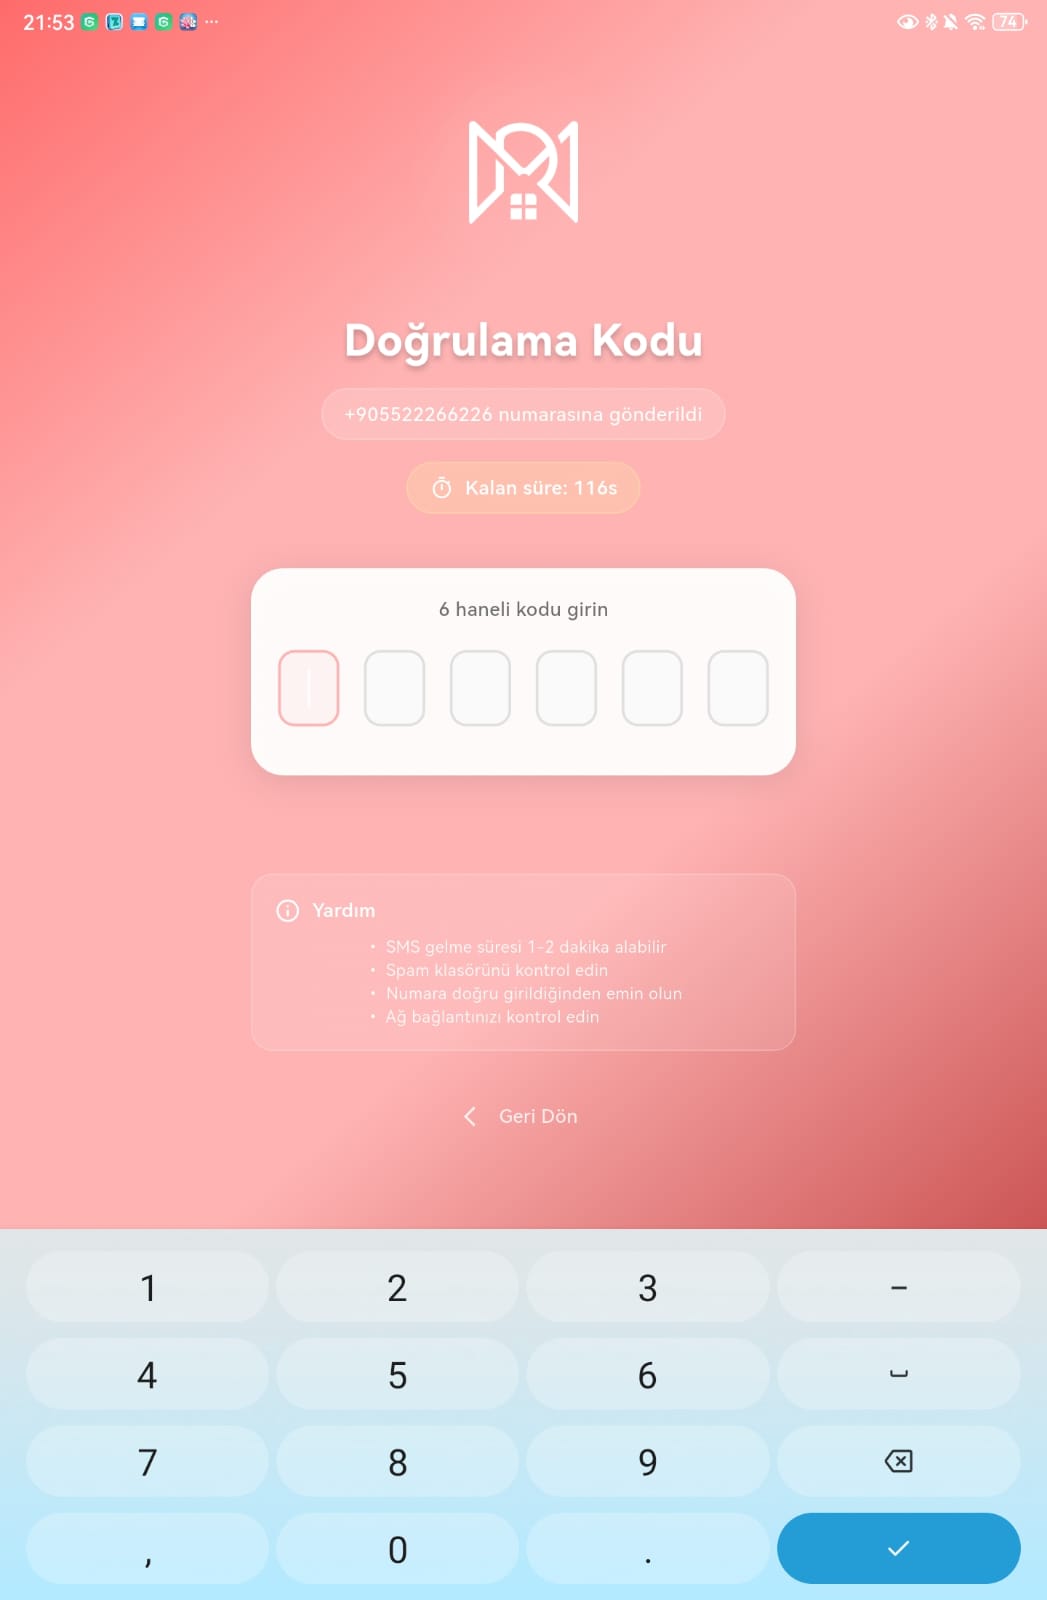 21:53
74
Doğrulama Kodu
+905522266226 numarasına gönderildi
Kalan süre: 116s
6 haneli kodu girin
Yardım
• SMS gelme süresi 1-2 dakika alabilir
• Spam klasörünü kontrol edin
• Numara doğru girildiğinden emin olun
• Ağ bağlantınızı kontrol edin
Geri Dön
1 2 3 –
4 5 6
7 8 9
, 0 .